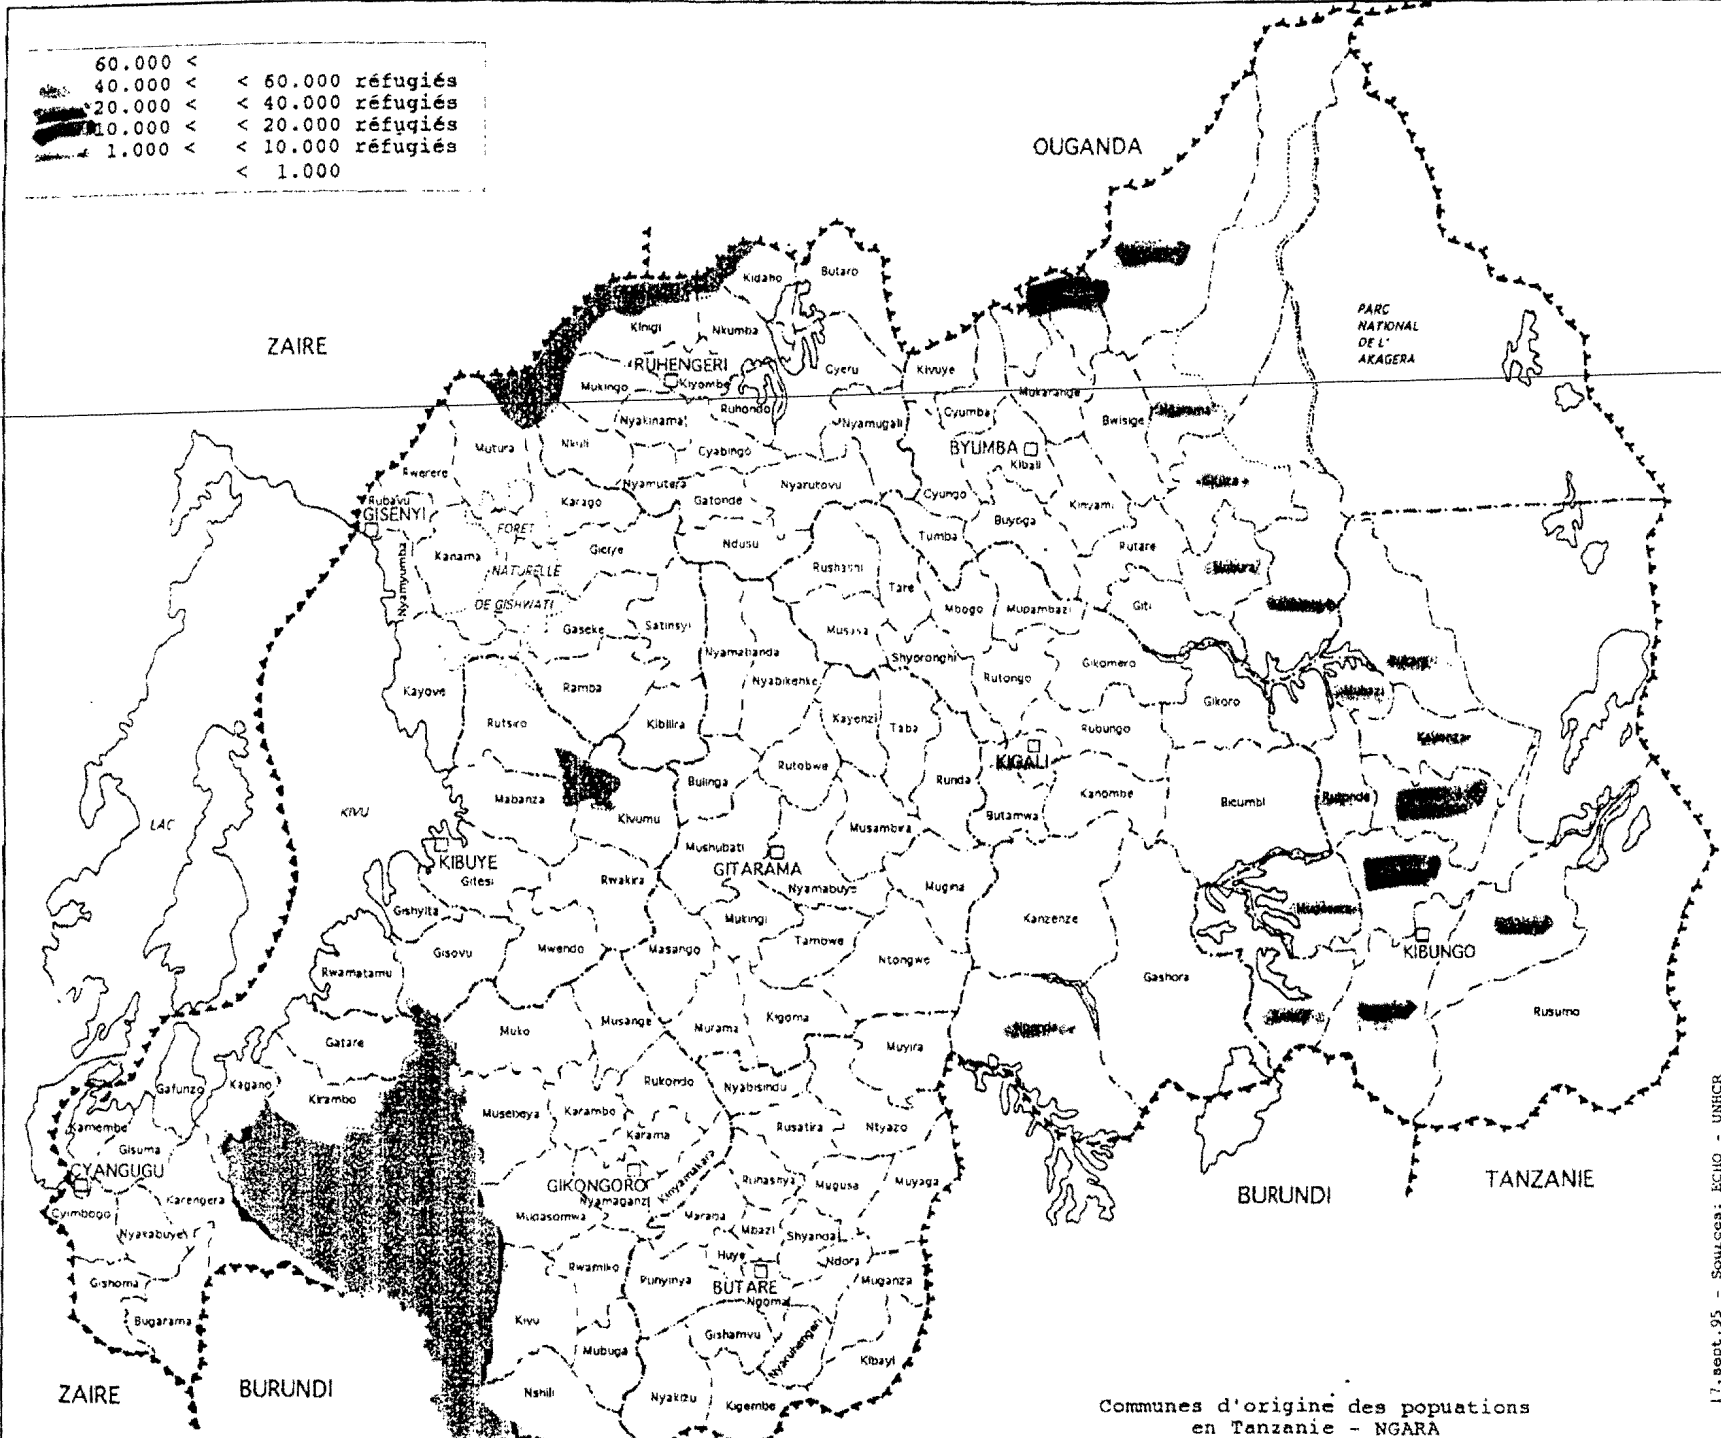 60.000 <
40.000 < < 60.000 réfugiés
20.000 < < 40.000 réfugiés
10.000 < < 20.000 réfugiés
1.000 < < 10.000 réfugiés
< 1.000
OUGANDA
ZAIRE
PARC
NATIONAL
DE L'
AKAGERA
Kidaho
Butaro
Kinigi
Nkumba
RUHENGERI
Mukingo
Kiyombe
Ruhondo
Cyeru
Kivuye
Nyakinama
Nyamugali
Cyumba
Mukarange
Bwisige
Ngarama
Mutura
Nkuli
Cyabingo
BYUMBA
Kibali
Rwerere
Nyamutera
Nyarutovu
Rubavu
GISENYI
Karago
Gatonde
Cyungo
Kinyami
Buyoga
FORET
NATURELLE
DE GISHWATI
Kanama
Nyamyumba
Giciye
Ndusu
Tumba
Rutare
Rushashi
Tare
Mbogo
Mugambazi
Giti
Gaseke
Satinsyi
Musasa
Nyamabanda
Shyoronghi
Gikomero
Kayove
Ramba
Nyabikenke
Rutongo
Gikoro
Muhazi
Rutsiro
Kibilira
Kayenzi
Taba
Rubungo
Kayonza
KIGALI
Bulinga
Rutobwe
Runda
Kanombe
Bicumbi
Mabanza
Kivumu
Butamwa
LAC
KIVU
Musambira
Mushubati
KIBUYE
Gitesi
GITARAMA
Rwakira
Nyamabuye
Mugina
Gishyita
Mukingi
Kanzenze
Mugesera
Gisovu
Mwendo
Masango
Tambwe
Ntongwe
KIBUNGO
Rwamatamu
Gashora
Muko
Musange
Murama
Kigoma
Ngenda
Rusumo
Gatare
Muyira
Gafunzo
Kagano
Kirambo
Rukondo
Nyabisindu
Musebeya
Karambo
Kamembe
Karama
Rusatira
Ntyazo
Gisuma
CYANGUGU
GIKONGORO
Kinyamakara
Ruhashya
Mugusa
Muyaga
BURUNDI
TANZANIE
Karengera
Cyimbogo
Nyamaganz
Mudasomwa
Maraba
Mbazi
Shyanda
Nyakabuye
Huye
Ndora
Gishoma
Rwamiko
Runyinya
BUTARE
Ngoma
Muganza
Bugarama
Kivu
Gishamvu
Nyaruhengeri
Mubuga
Kibayi
ZAIRE
BURUNDI
Nshili
Nyakizu
Kigembe
Communes d'origine des popuations
en Tanzanie - NGARA
17.sept.95 - Sources: ECHO - UNHCR